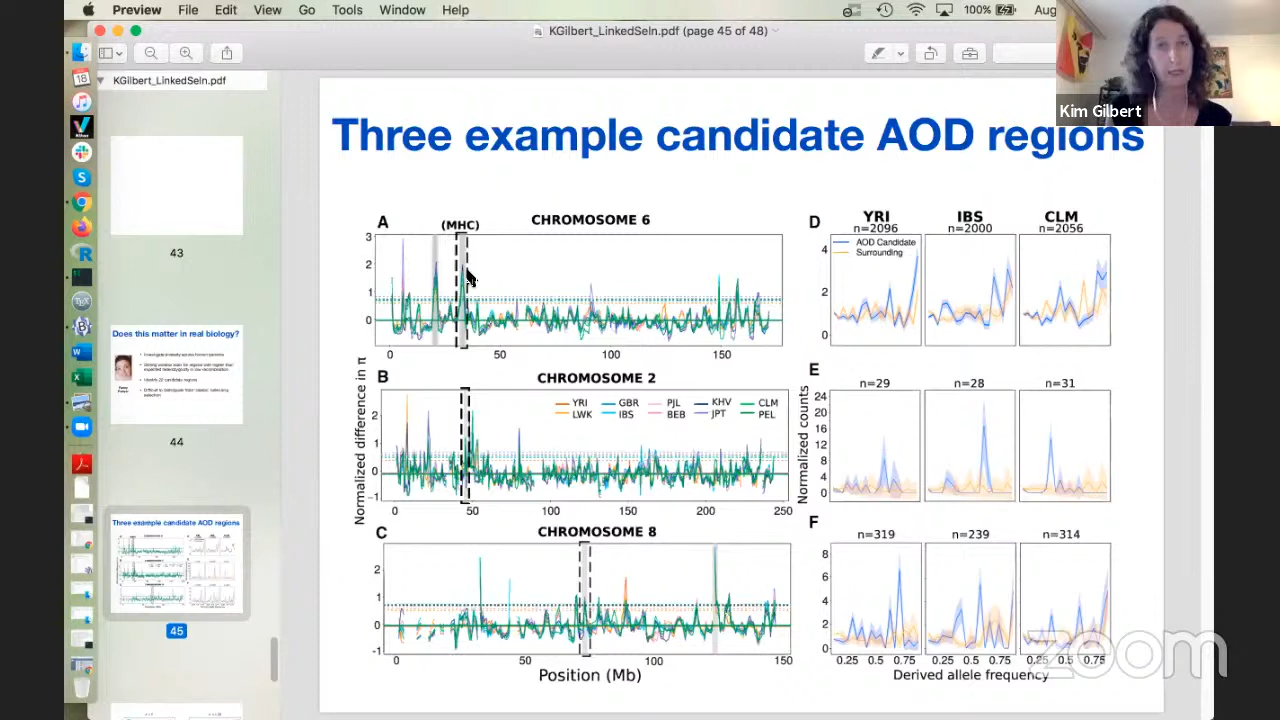 Preview File Edit View Go Tools Window Help
100%
Aug
KGilbert_LinkedSeln.pdf (page 45 of 48)
KGilbert_LinkedSeln.pdf
18
43
Does this matter in real biology?
44
Three example candidate AOD regions
45
Kim Gilbert
Three example candidate AOD regions
A
(MHC)
CHROMOSOME 6
3
2
1
0
0 50 100 150
B
CHROMOSOME 2
YRI GBR PJL KHV CLM
LWK IBS BEB JPT PEL
2
1
0
−1
0 50 100 150 200 250
C
CHROMOSOME 8
2
1
0
-1
0 50 100 150
Normalized difference in π
Position (Mb)
D
YRI IBS CLM
n=2096 n=2000 n=2056
AOD Candidate
Surrounding
4
2
0
E
n=29 n=28 n=31
24
20
16
12
8
4
0
F
n=319 n=239 n=314
8
6
4
2
0
0.25 0.5 0.75 0.25 0.5 0.75 0.25 0.5 0.75
Normalized counts
Derived allele frequency
zoom